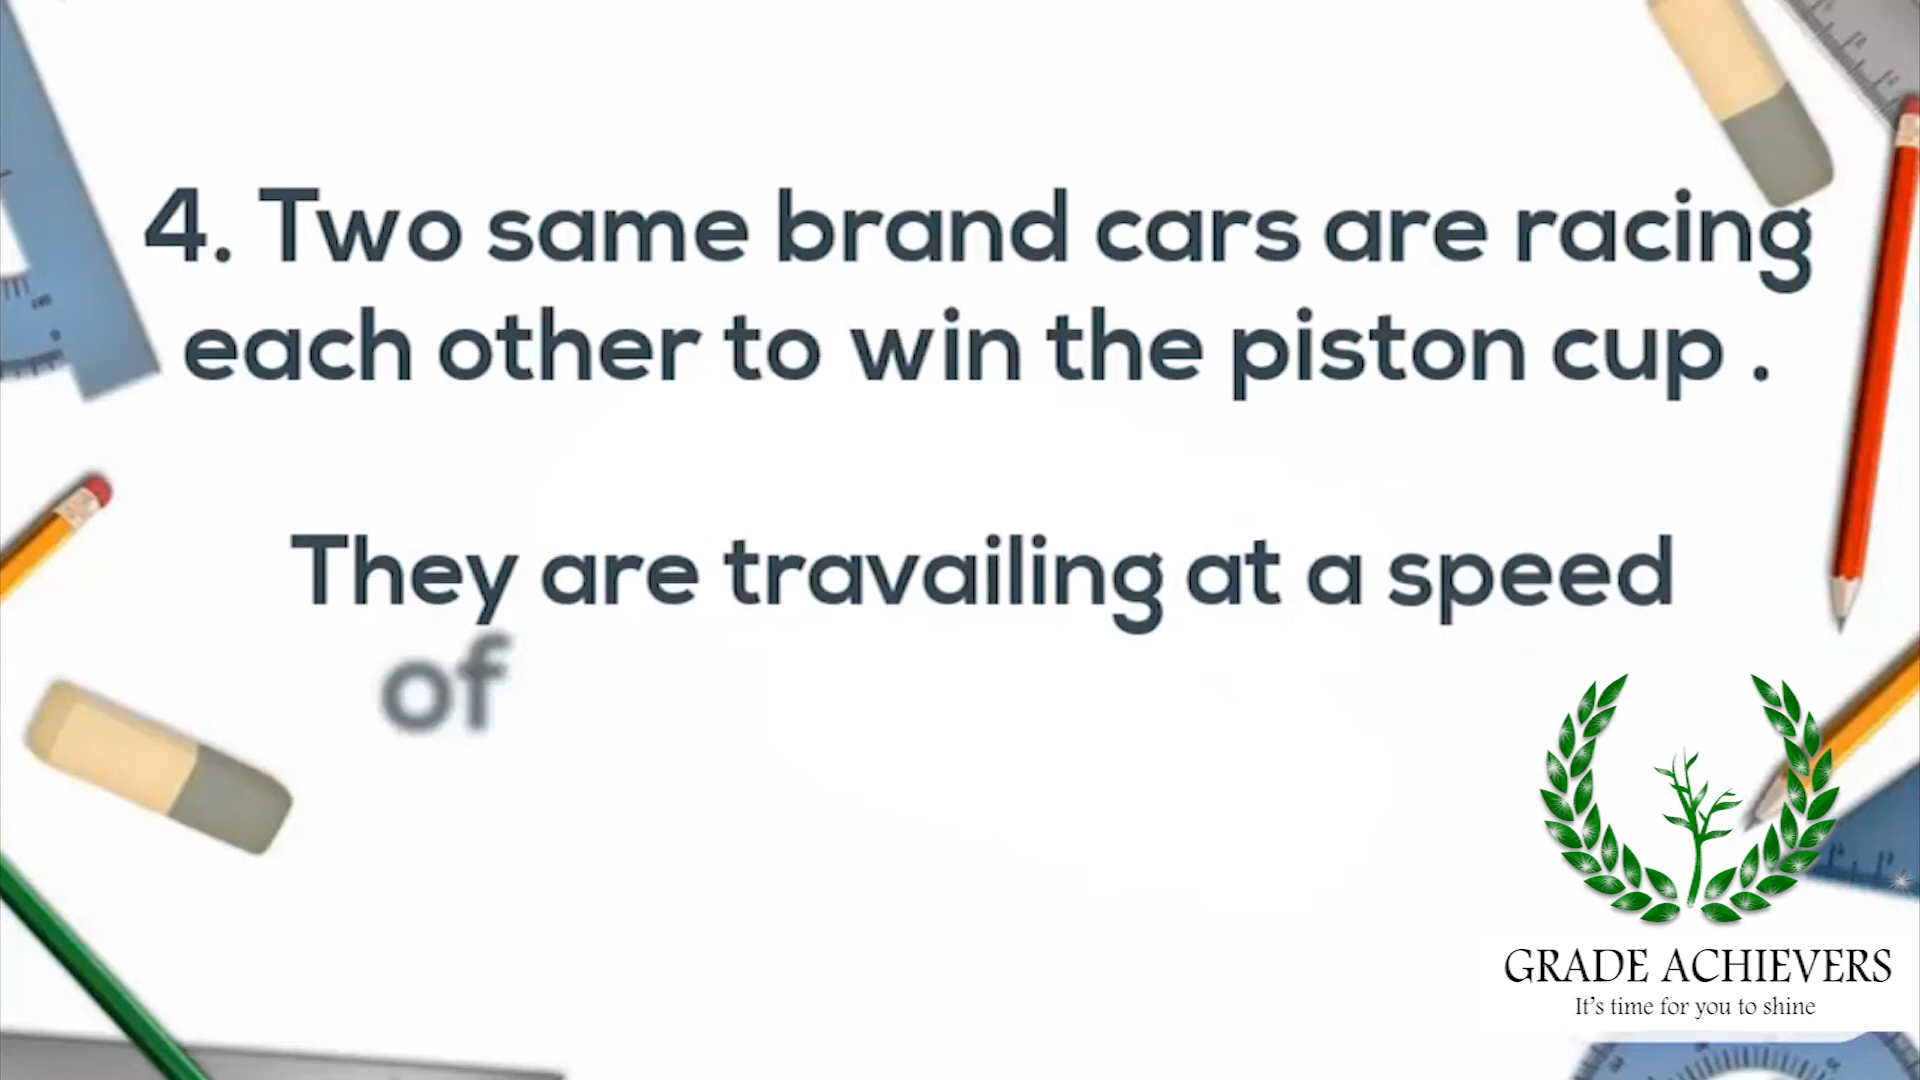 4. Two same brand cars are racing
each other to win the piston cup .
They are travailing at a speed
of
GRADE ACHIEVERS
It's time for you to shine